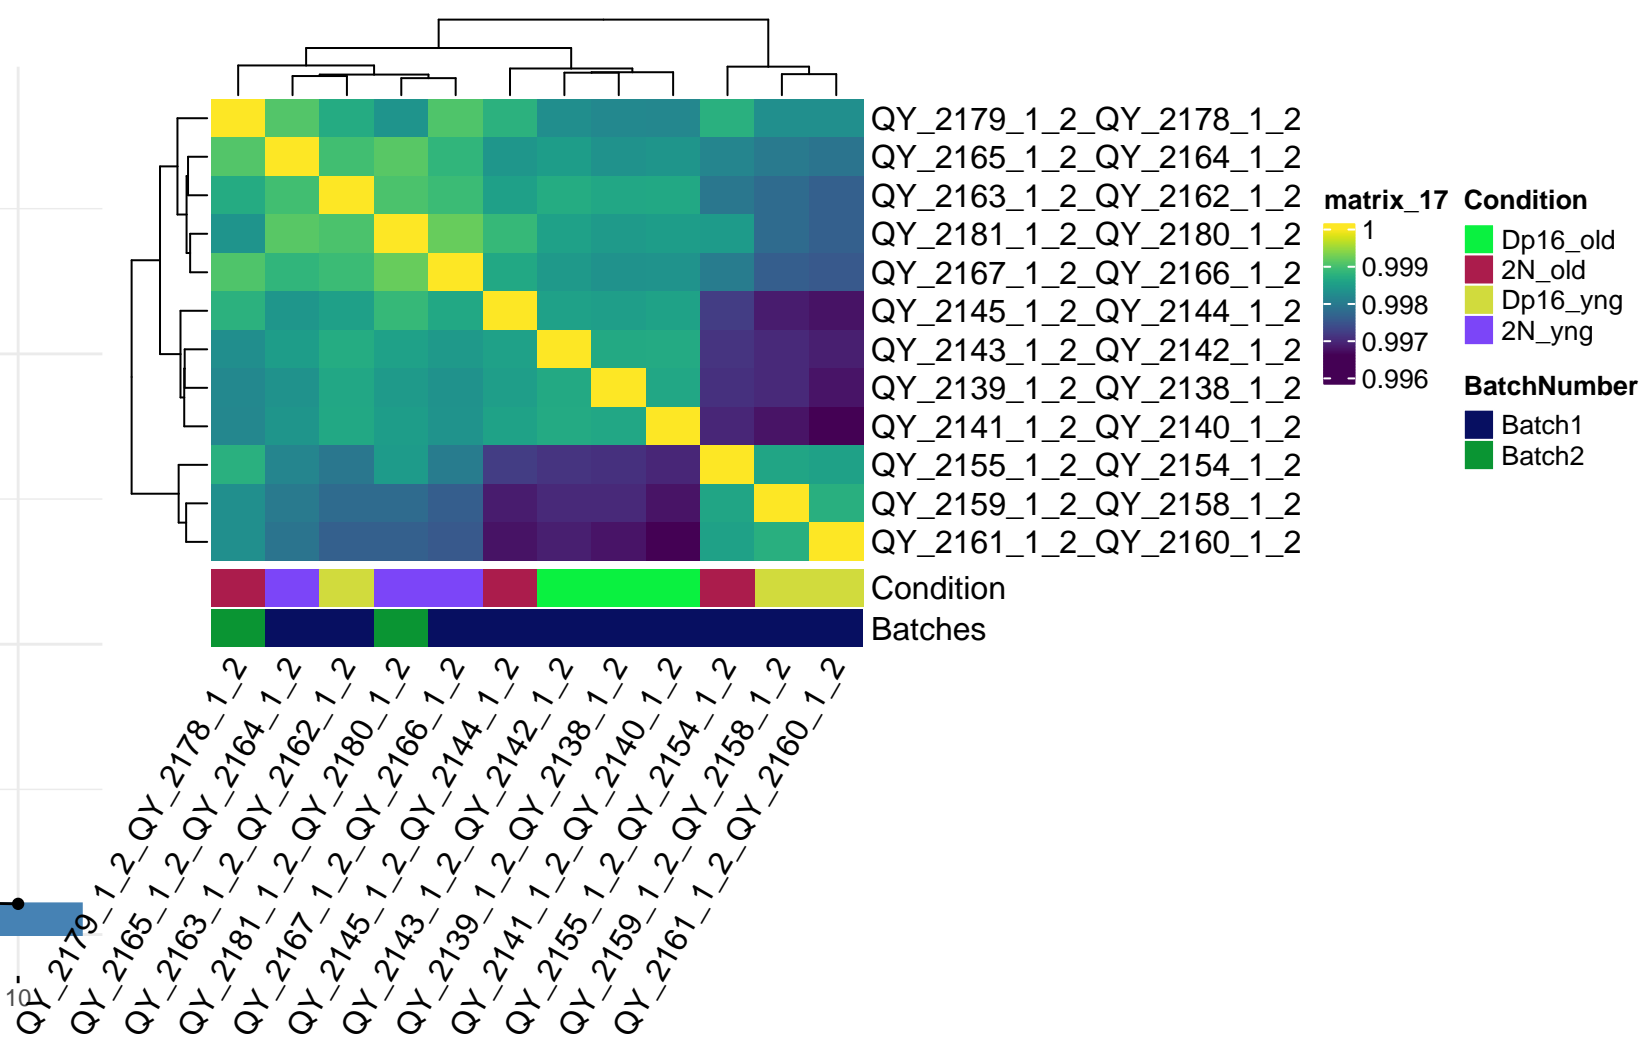 QY_2179_1_2_QY_2178_1_2
QY_2165_1_2_QY_2164_1_2
QY_2163_1_2_QY_2162_1_2
QY_2181_1_2_QY_2180_1_2
QY_2167_1_2_QY_2166_1_2
QY_2145_1_2_QY_2144_1_2
QY_2143_1_2_QY_2142_1_2
QY_2139_1_2_QY_2138_1_2
QY_2141_1_2_QY_2140_1_2
QY_2155_1_2_QY_2154_1_2
QY_2159_1_2_QY_2158_1_2
QY_2161_1_2_QY_2160_1_2
Condition
Batches
matrix_17
1
0.999
0.998
0.997
0.996
Condition
Dp16_old
2N_old
Dp16_yng
2N_yng
BatchNumber
Batch1
Batch2
QY_2179_1_2_QY_2178_1_2
QY_2165_1_2_QY_2164_1_2
QY_2163_1_2_QY_2162_1_2
QY_2181_1_2_QY_2180_1_2
QY_2167_1_2_QY_2166_1_2
QY_2145_1_2_QY_2144_1_2
QY_2143_1_2_QY_2142_1_2
QY_2139_1_2_QY_2138_1_2
QY_2141_1_2_QY_2140_1_2
QY_2155_1_2_QY_2154_1_2
QY_2159_1_2_QY_2158_1_2
QY_2161_1_2_QY_2160_1_2
10